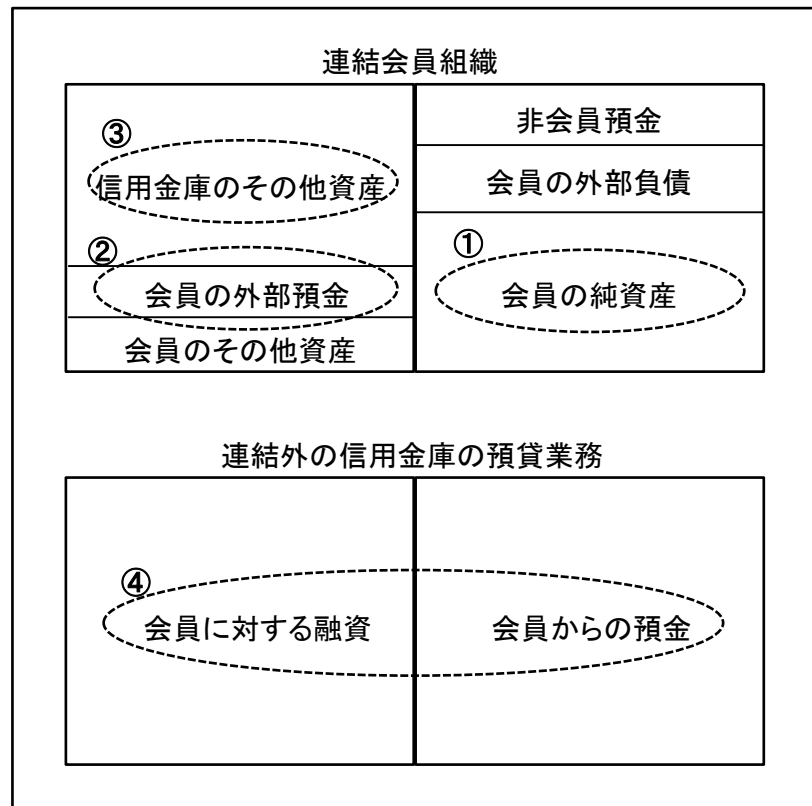 連結会員組織
③
信用金庫のその他資産
②
会員の外部預金
会員のその他資産
非会員預金
会員の外部負債
①
会員の純資産
連結外の信用金庫の預貸業務
④
会員に対する融資
会員からの預金